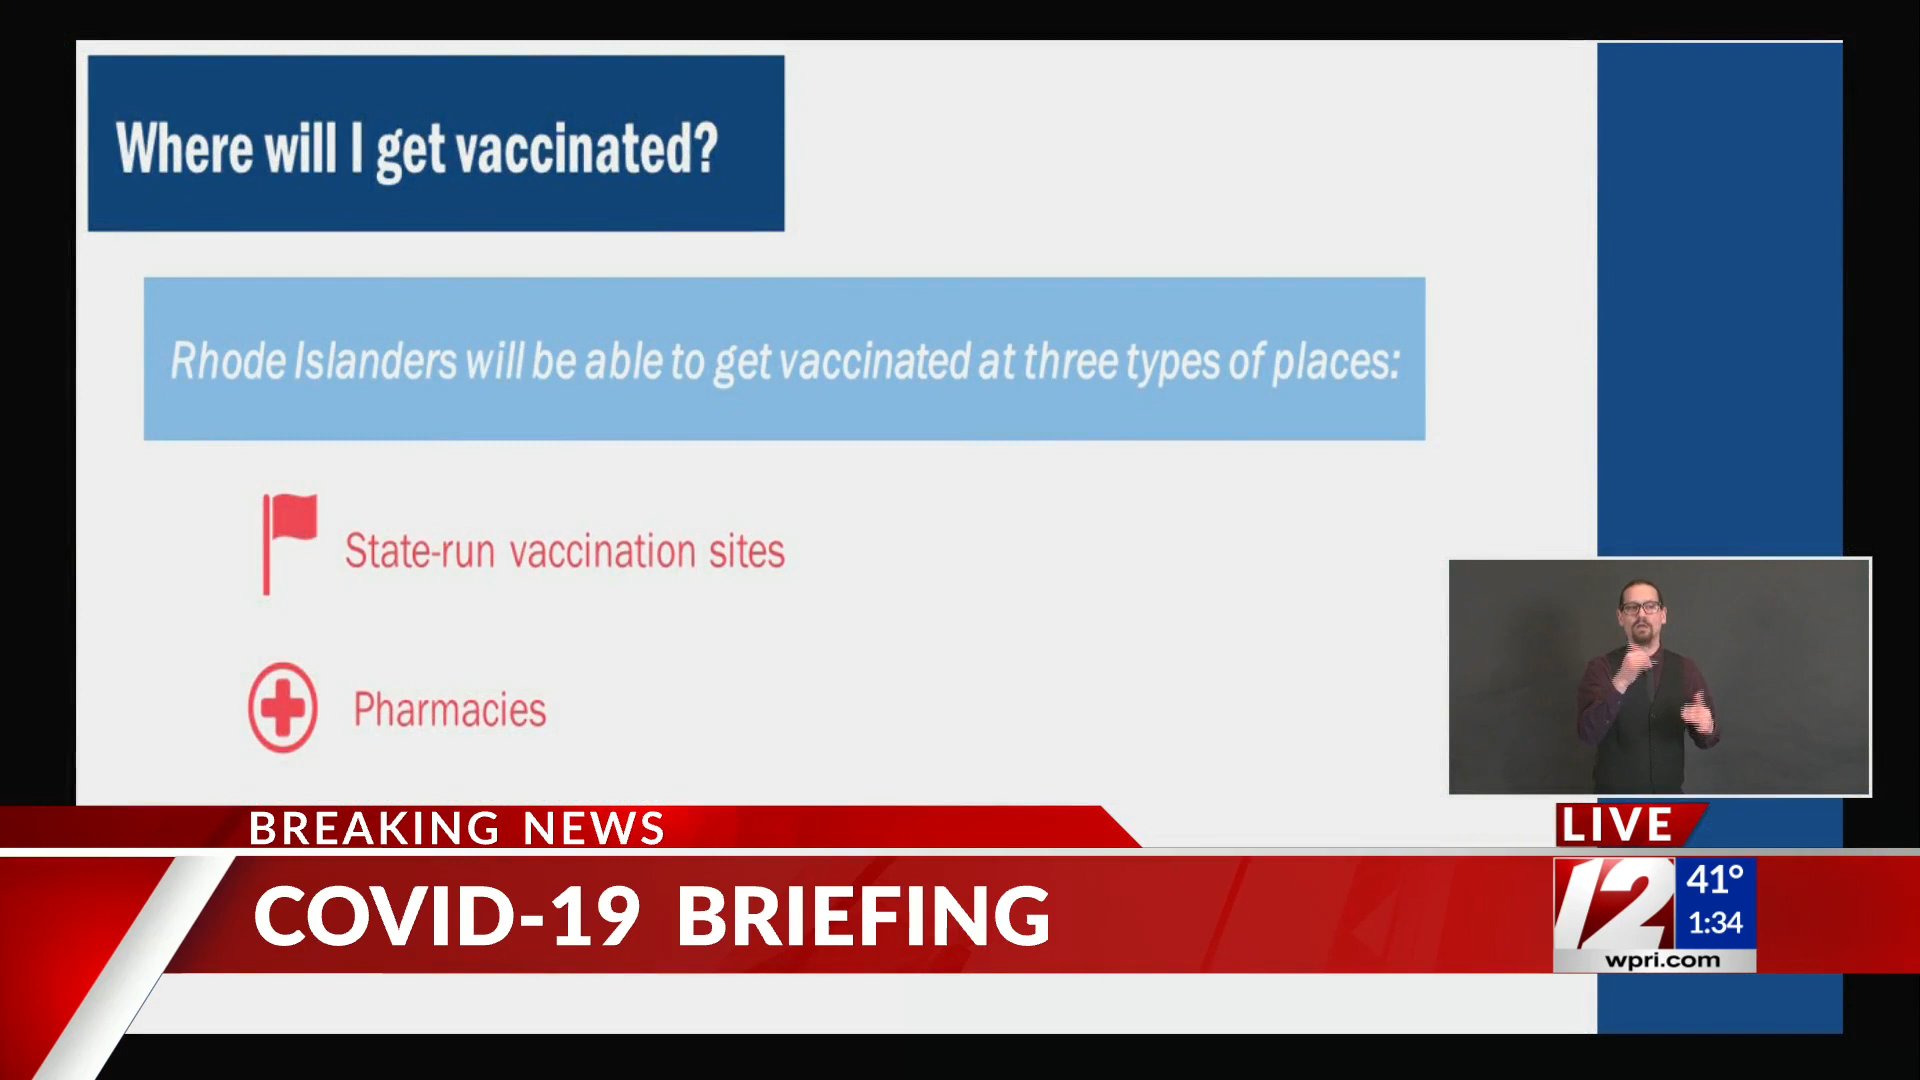 Where will I get vaccinated?
Rhode Islanders will be able to get vaccinated at three types of places:
State-run vaccination sites
Pharmacies
BREAKING NEWS
LIVE
COVID-19 BRIEFING
12
41°
1:34
wpri.com